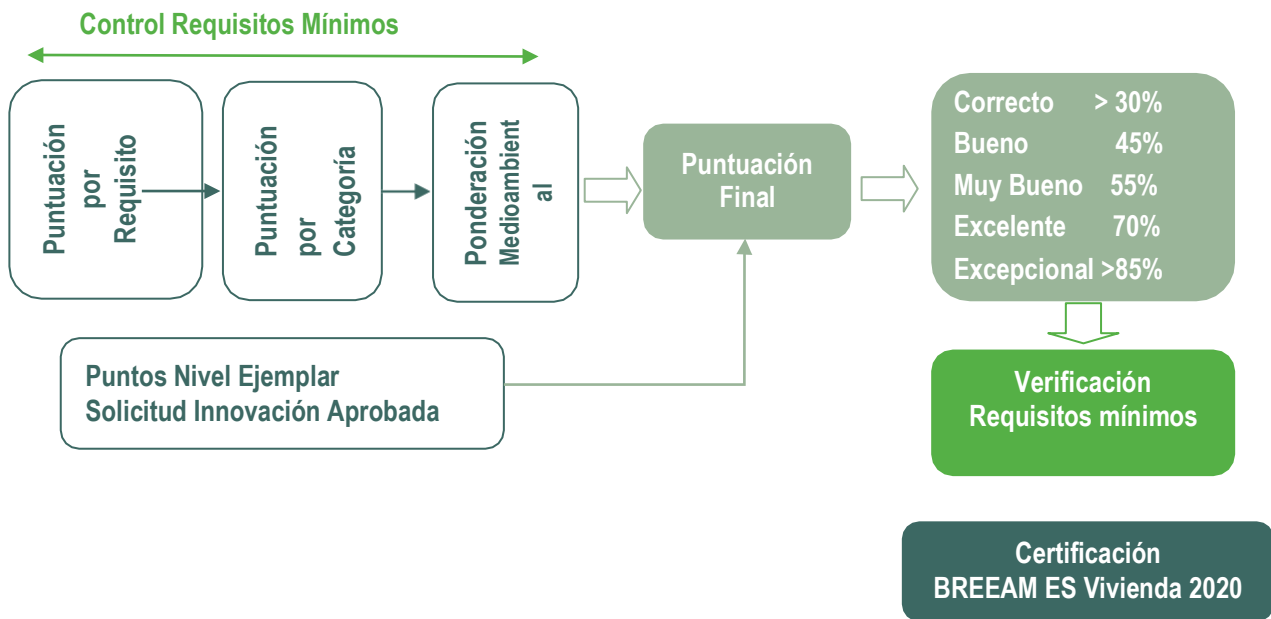 Control Requisitos Mínimos
Puntuación
por
Requisito
Puntuación
por
Categoría
Ponderación
Medioambient
al
Puntuación
Final
Correcto > 30%
Bueno 45%
Muy Bueno 55%
Excelente 70%
Excepcional >85%
Puntos Nivel Ejemplar
Solicitud Innovación Aprobada
Verificación
Requisitos mínimos
Certificación
BREEAM ES Vivienda 2020